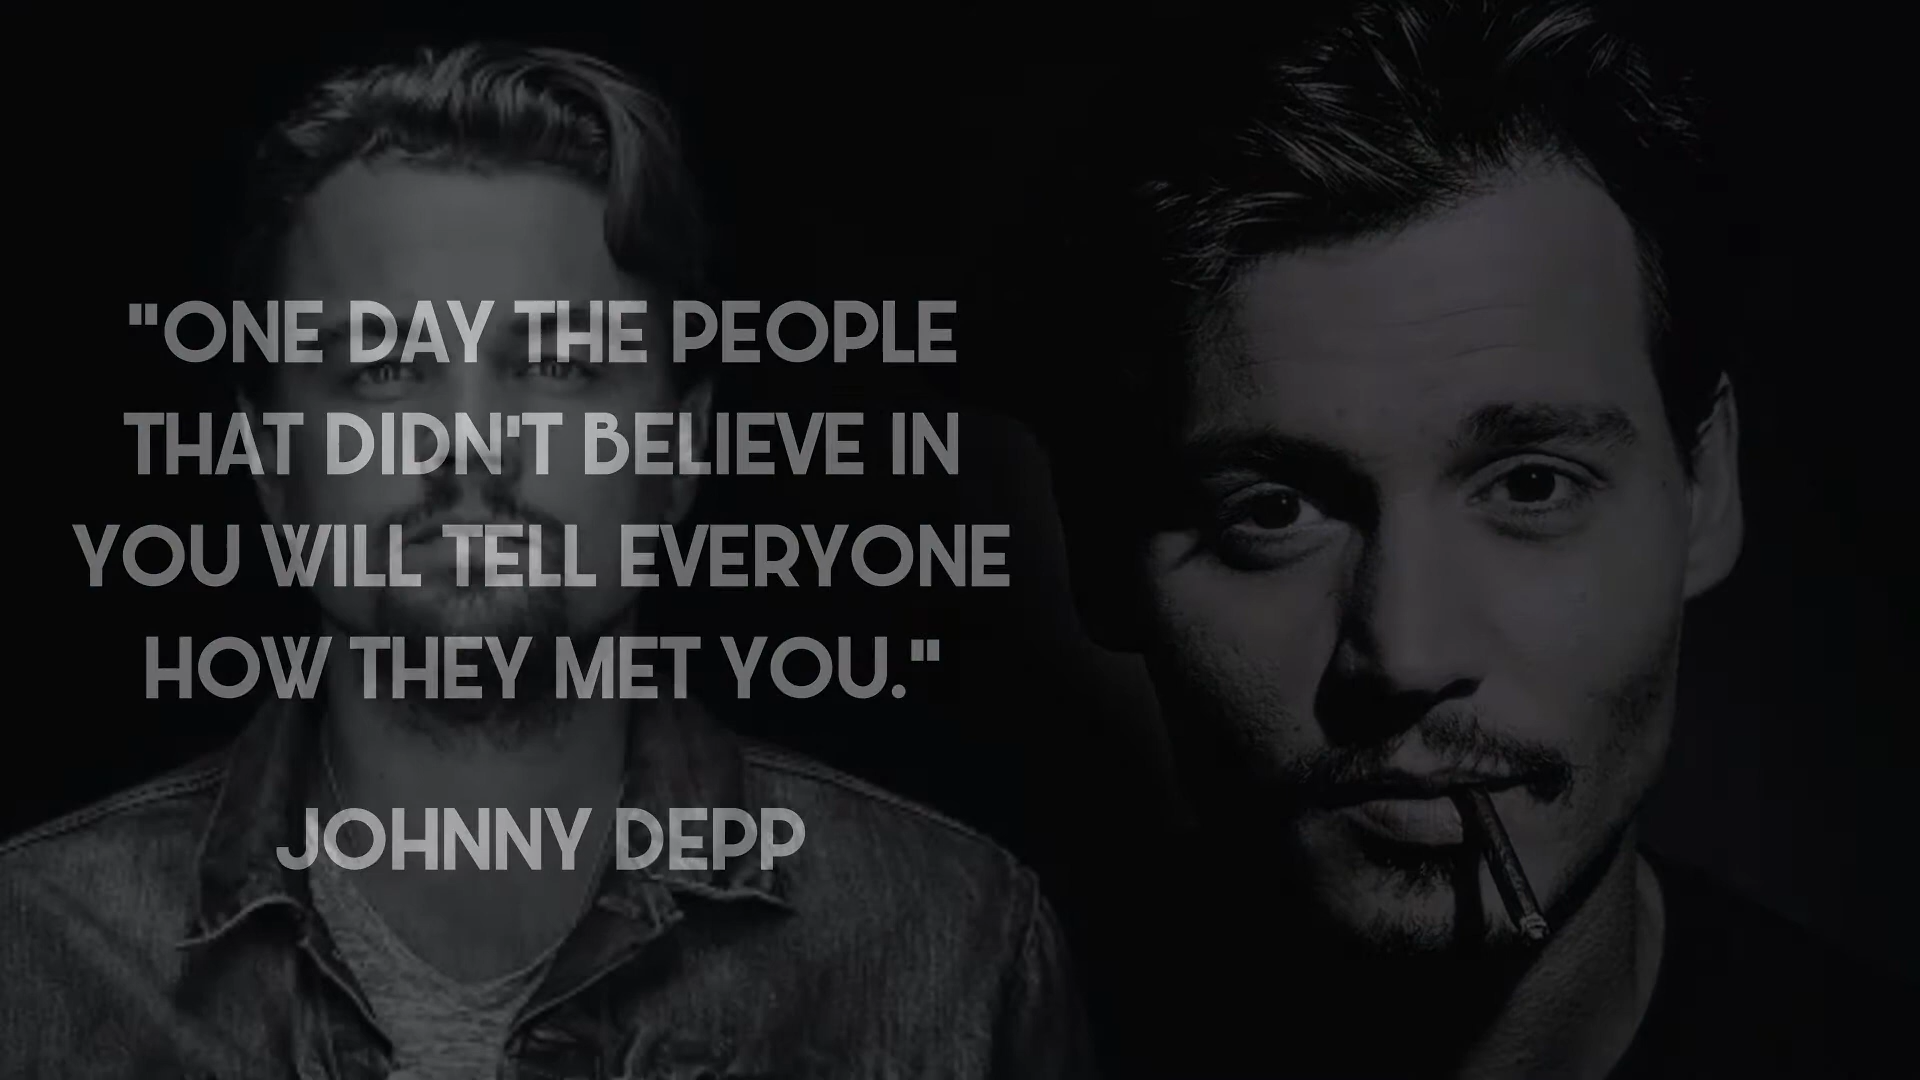 "ONE DAY THE PEOPLE
THAT DIDN'T BELIEVE IN
YOU WILL TELL EVERYONE
HOW THEY MET YOU."
JOHNNY DEPP